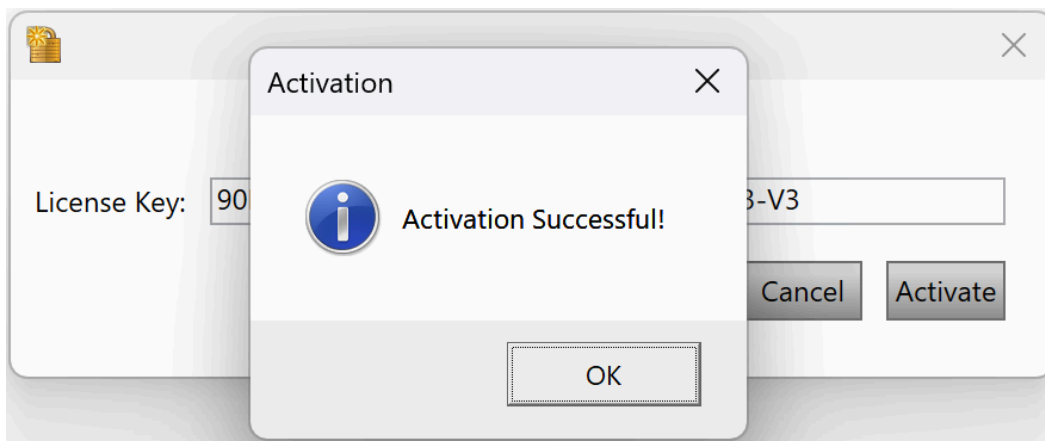 Activation
License Key: 90 3-V3
Activation Successful!
Cancel Activate
OK